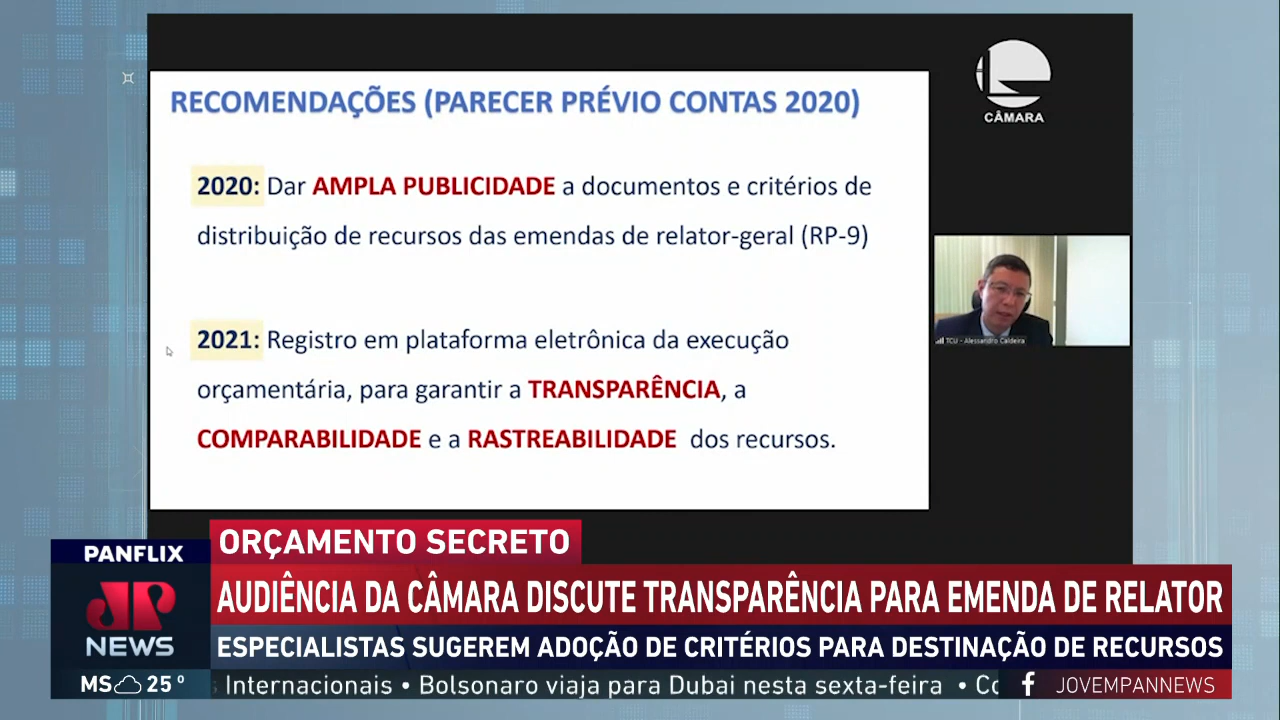 RECOMENDAÇÕES (PARECER PRÉVIO CONTAS 2020)
2020: Dar AMPLA PUBLICIDADE a documentos e critérios de
distribuição de recursos das emendas de relator-geral (RP-9)
2021: Registro em plataforma eletrônica da execução
orçamentária, para garantir a TRANSPARÊNCIA, a
COMPARABILIDADE e a RASTREABILIDADE dos recursos.
CÂMARA
TCU - Alessandro Caldeira
ORÇAMENTO SECRETO
PANFLIX
JP
NEWS
AUDIÊNCIA DA CÂMARA DISCUTE TRANSPARÊNCIA PARA EMENDA DE RELATOR
ESPECIALISTAS SUGEREM ADOÇÃO DE CRITÉRIOS PARA DESTINAÇÃO DE RECURSOS
MS 25º Internacionais • Bolsonaro viaja para Dubai nesta sexta-feira •
JOVEMPANNEWS